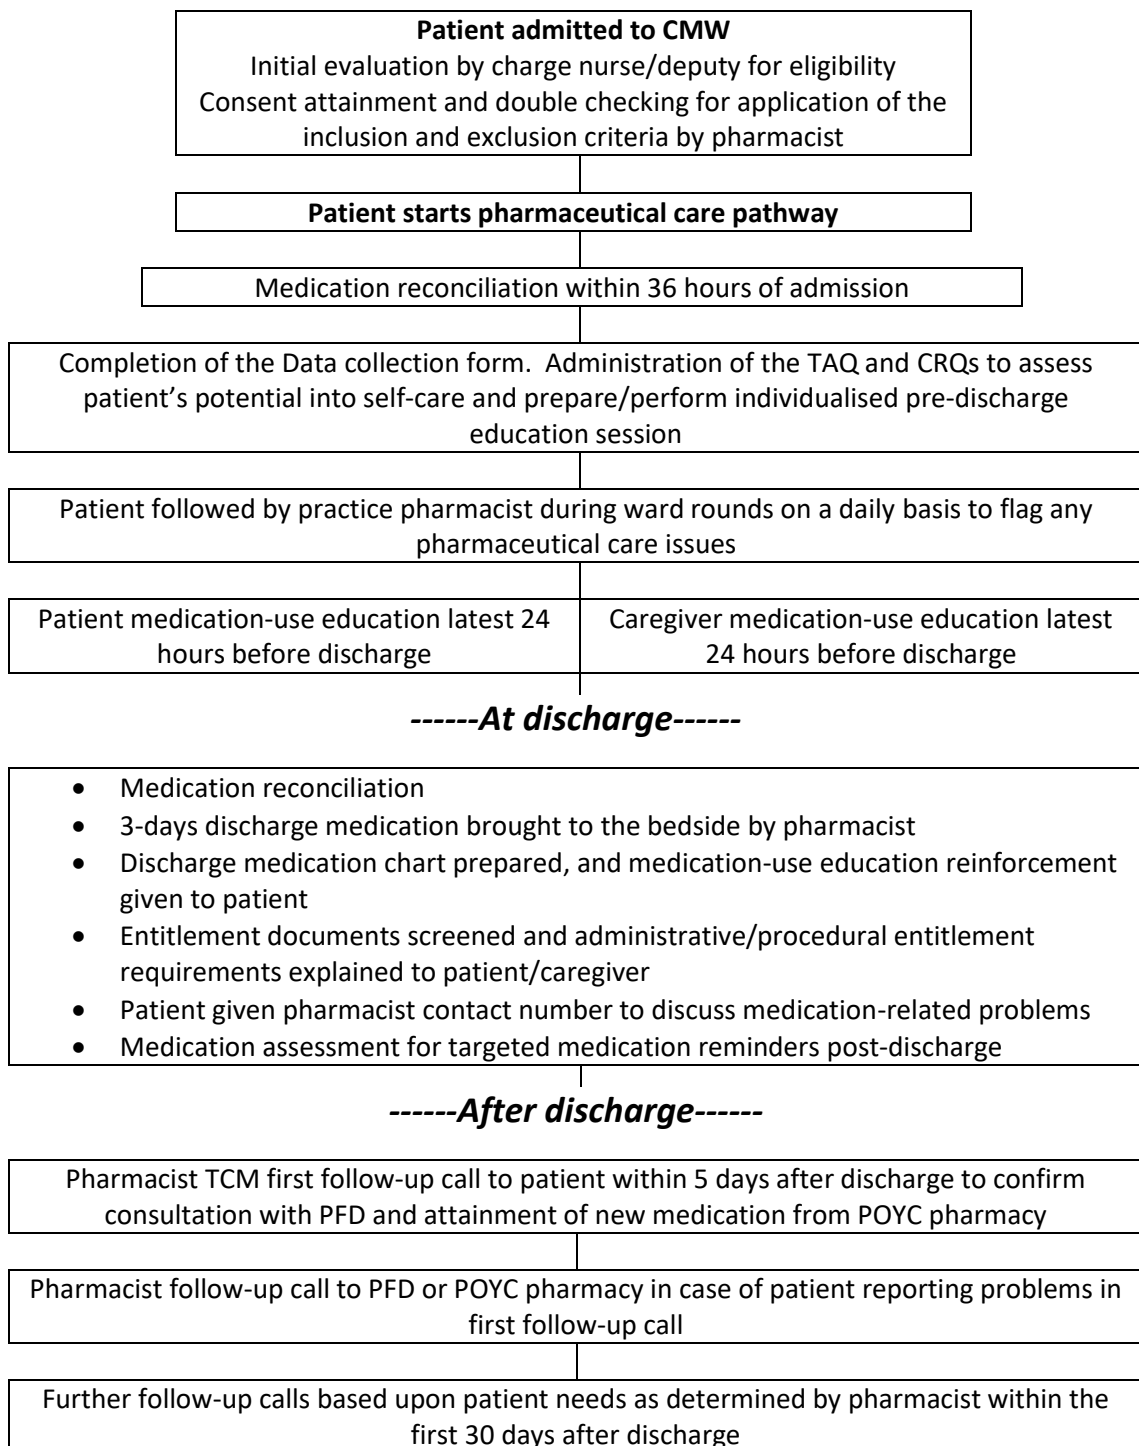 Patient admitted to CMW
Initial evaluation by charge nurse/deputy for eligibility
Consent attainment and double checking for application of the
inclusion and exclusion criteria by pharmacist
Patient starts pharmaceutical care pathway
Medication reconciliation within 36 hours of admission
Completion of the Data collection form.  Administration of the TAQ and CRQs to assess
patient’s potential into self-care and prepare/perform individualised pre-discharge
education session
Patient followed by practice pharmacist during ward rounds on a daily basis to flag any
pharmaceutical care issues
Patient medication-use education latest 24
hours before discharge
Caregiver medication-use education latest
24 hours before discharge
------At discharge------
• Medication reconciliation
• 3-days discharge medication brought to the bedside by pharmacist
• Discharge medication chart prepared, and medication-use education reinforcement
given to patient
• Entitlement documents screened and administrative/procedural entitlement
requirements explained to patient/caregiver
• Patient given pharmacist contact number to discuss medication-related problems
• Medication assessment for targeted medication reminders post-discharge
------After discharge------
Pharmacist TCM first follow-up call to patient within 5 days after discharge to confirm
consultation with PFD and attainment of new medication from POYC pharmacy
Pharmacist follow-up call to PFD or POYC pharmacy in case of patient reporting problems in
first follow-up call
Further follow-up calls based upon patient needs as determined by pharmacist within the
first 30 days after discharge